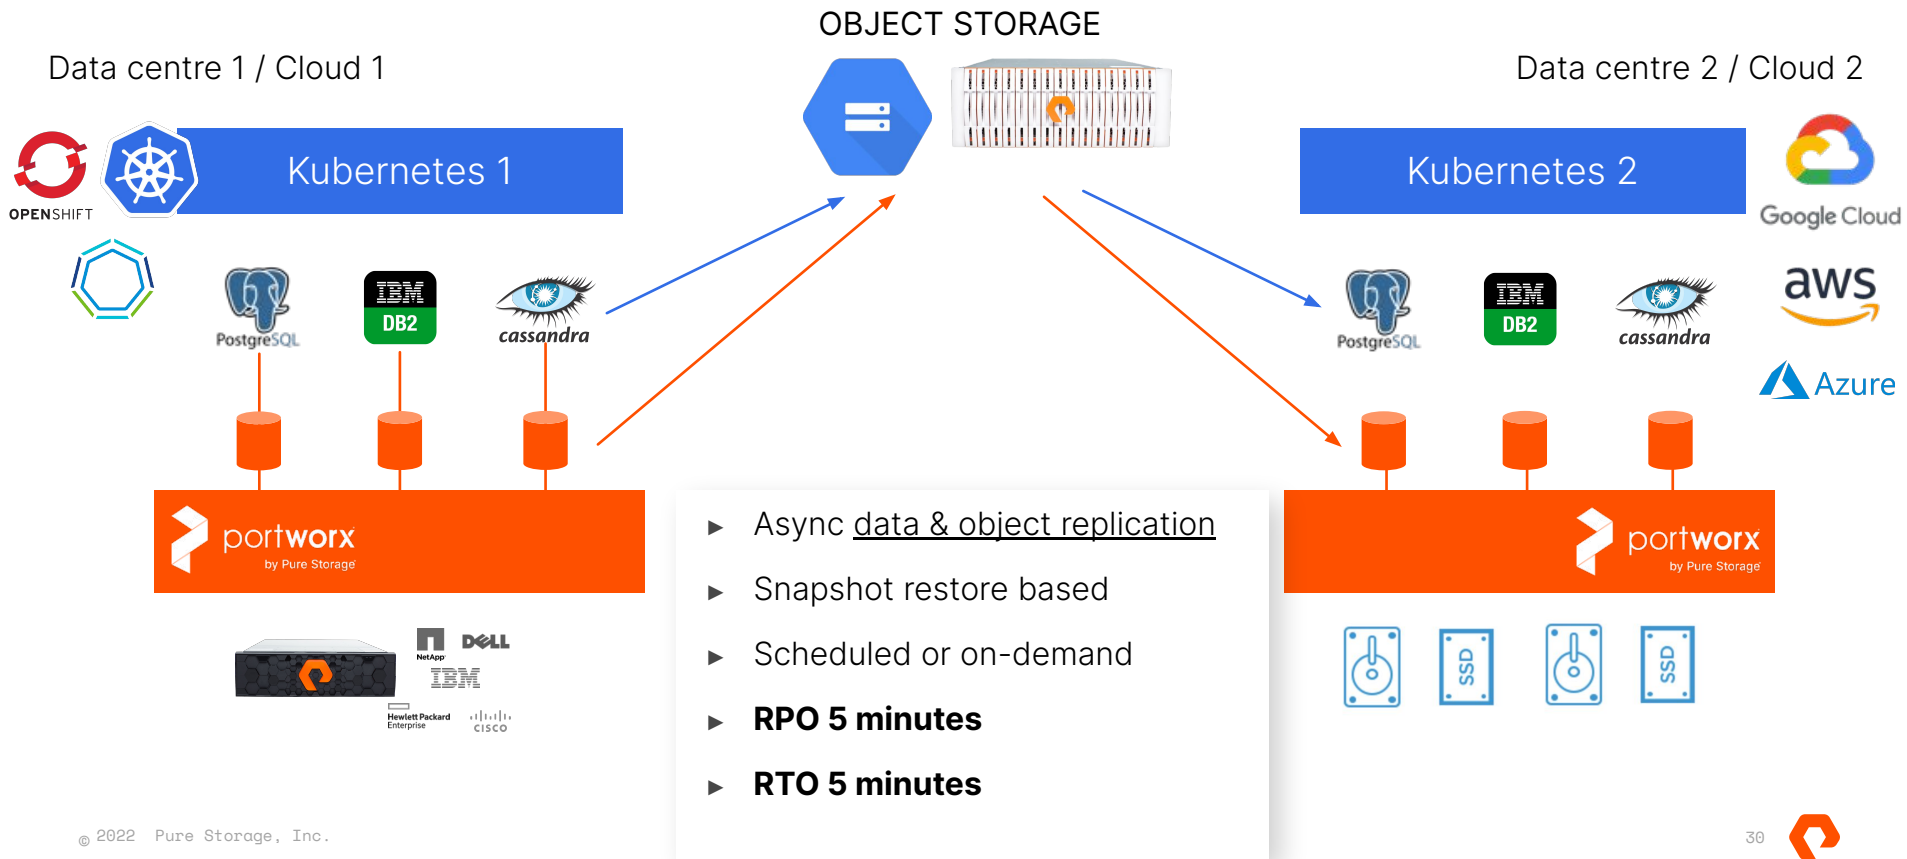 OBJECT STORAGE
Data centre 1 / Cloud 1
Data centre 2 / Cloud 2
OPENSHIFT
Kubernetes 1
Kubernetes 2
Google Cloud
PostgreSQL
IBM
DB2
cassandra
PostgreSQL
IBM
DB2
cassandra
aws
Azure
portworx
by Pure Storage
portworx
by Pure Storage
► Async data & object replication
► Snapshot restore based
► Scheduled or on-demand
► RPO 5 minutes
► RTO 5 minutes
NetApp
DELL
IBM
Hewlett Packard
Enterprise
CISCO
SSD
SSD
© 2022 Pure Storage, Inc.
30